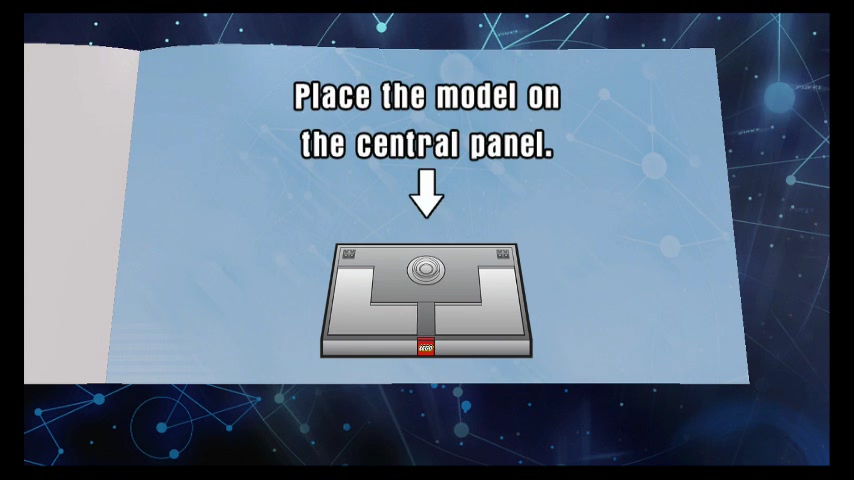 Place the model on
the central panel.
LEGO